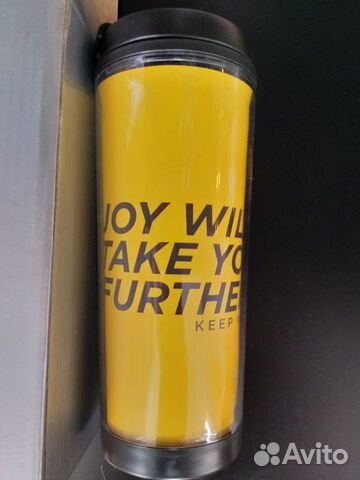 JOY WIL
TAKE YO
FURTHE
KEEP
Avito